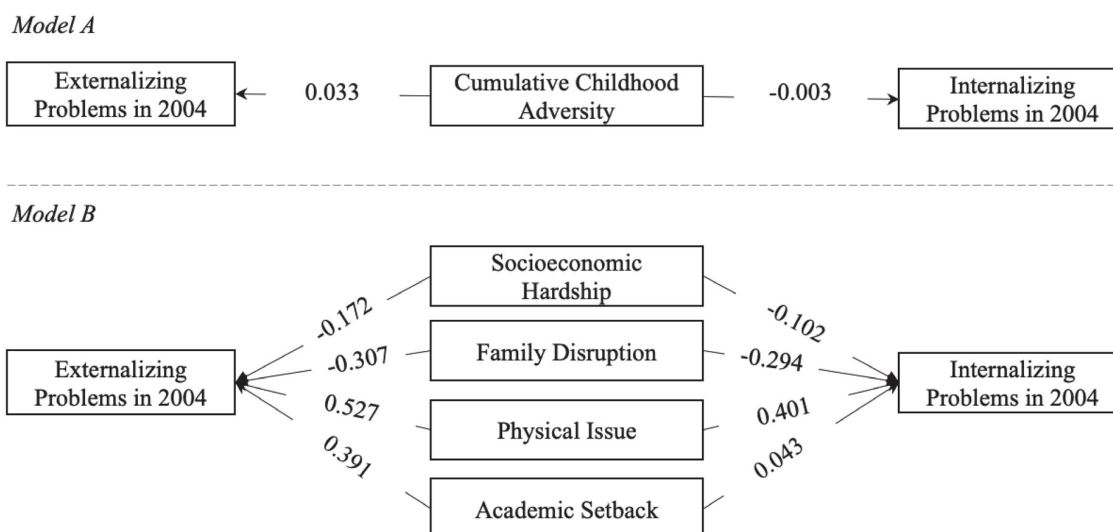 Model A
Externalizing
Problems in 2004
0.033
Cumulative Childhood
Adversity
-0.003
Internalizing
Problems in 2004
Model B
Socioeconomic
Hardship
-0.172
-0.102
Family Disruption
-0.307
-0.294
Externalizing
Problems in 2004
Internalizing
Problems in 2004
0.527
Physical Issue
0.401
0.391
Academic Setback
0.043